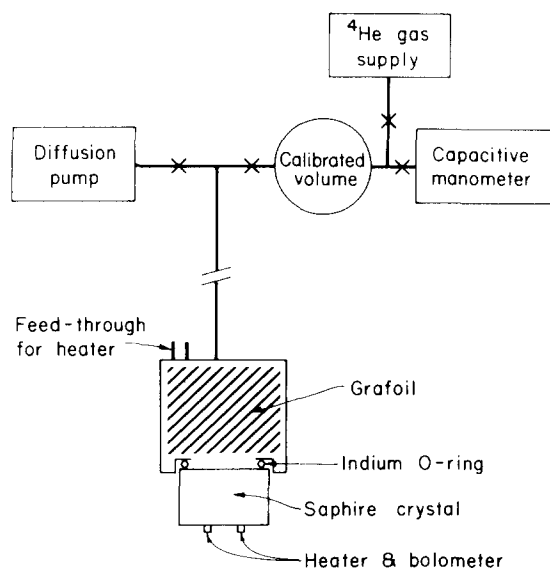 4He gas
supply
Diffusion
pump
Calibrated
volume
Capacitive
manometer
Feed-through
for heater
Grafoil
Indium O-ring
Saphire crystal
Heater & bolometer